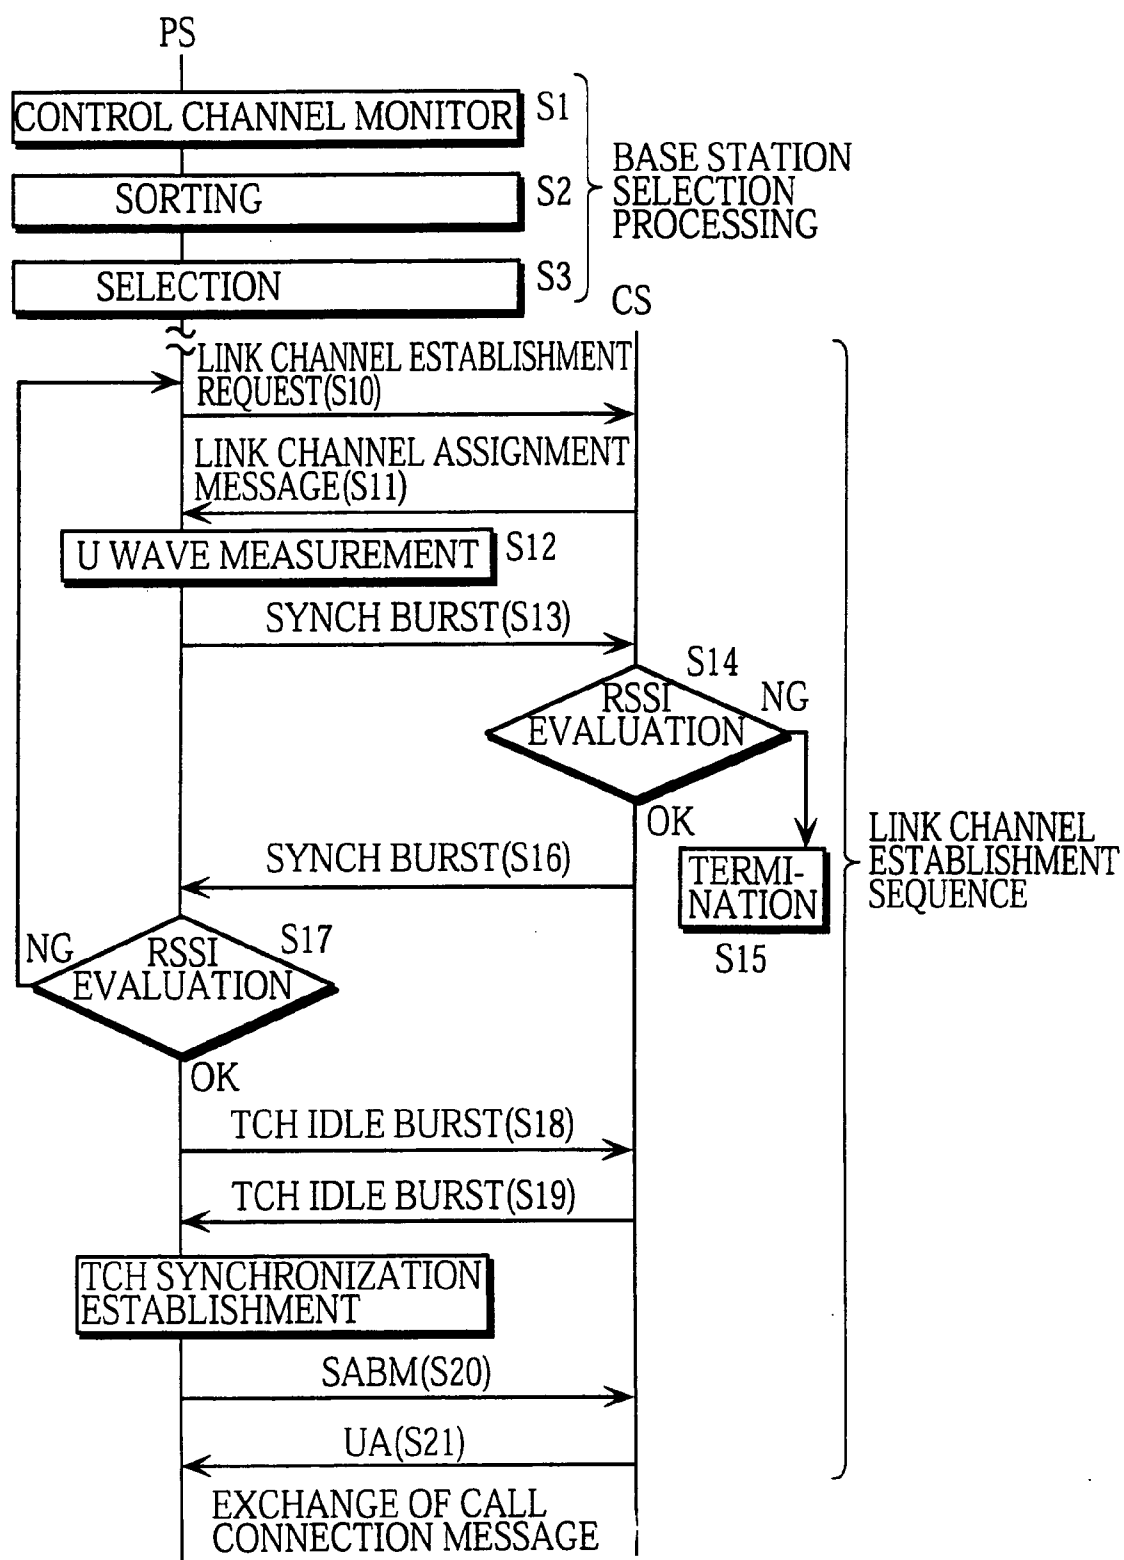 PS
CONTROL CHANNEL MONITOR
S1
SORTING
S2
SELECTION
S3
BASE STATION
SELECTION
PROCESSING
CS
LINK CHANNEL ESTABLISHMENT
REQUEST(S10)
LINK CHANNEL ASSIGNMENT
MESSAGE(S11)
U WAVE MEASUREMENT
S12
SYNCH BURST(S13)
S14
RSSI
EVALUATION
NG
OK
TERMI-
NATION
S15
LINK CHANNEL
ESTABLISHMENT
SEQUENCE
SYNCH BURST(S16)
NG
RSSI
EVALUATION
S17
OK
TCH IDLE BURST(S18)
TCH IDLE BURST(S19)
TCH SYNCHRONIZATION
ESTABLISHMENT
SABM(S20)
UA(S21)
EXCHANGE OF CALL
CONNECTION MESSAGE